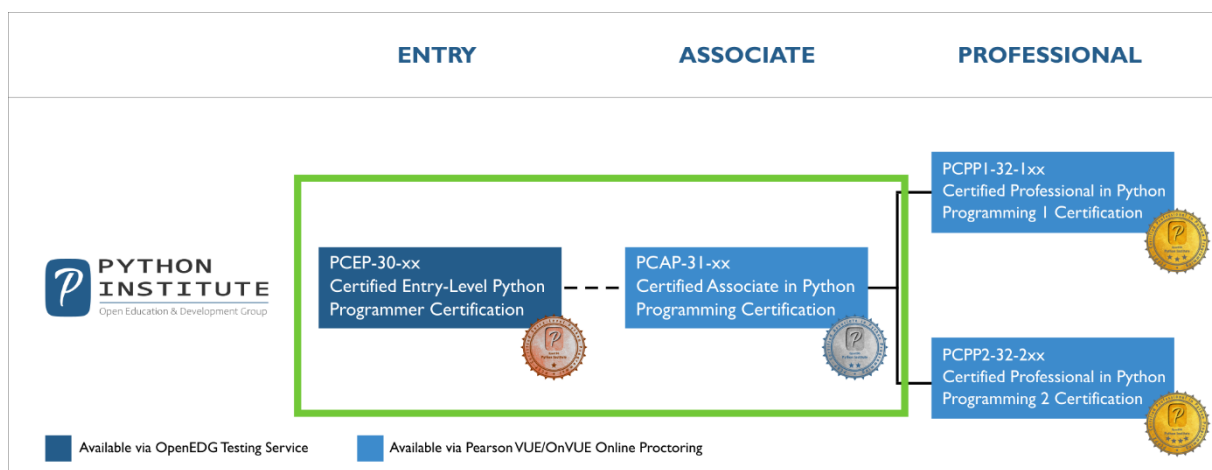 ENTRY
ASSOCIATE
PROFESSIONAL
PYTHON
INSTITUTE
Open Education & Development Group
PCEP-30-xx
Certified Entry-Level Python
Programmer Certification
PCAP-31-xx
Certified Associate in Python
Programming Certification
PCPP1-32-1xx
Certified Professional in Python
Programming 1 Certification
PCPP2-32-2xx
Certified Professional in Python
Programming 2 Certification
Available via OpenEDG Testing Service
Available via Pearson VUE/OnVUE Online Proctoring